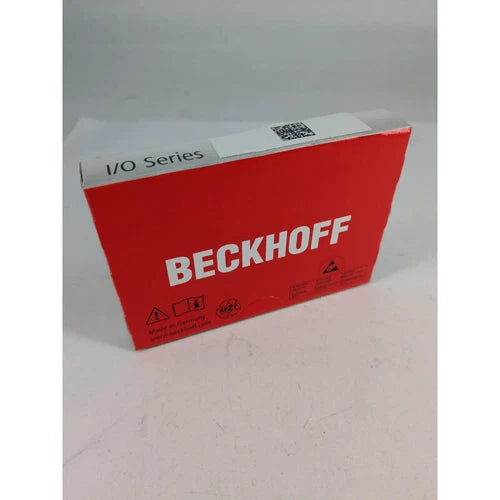 I/O Series
BECKHOFF
Made in Germany
www.beckhoff.com